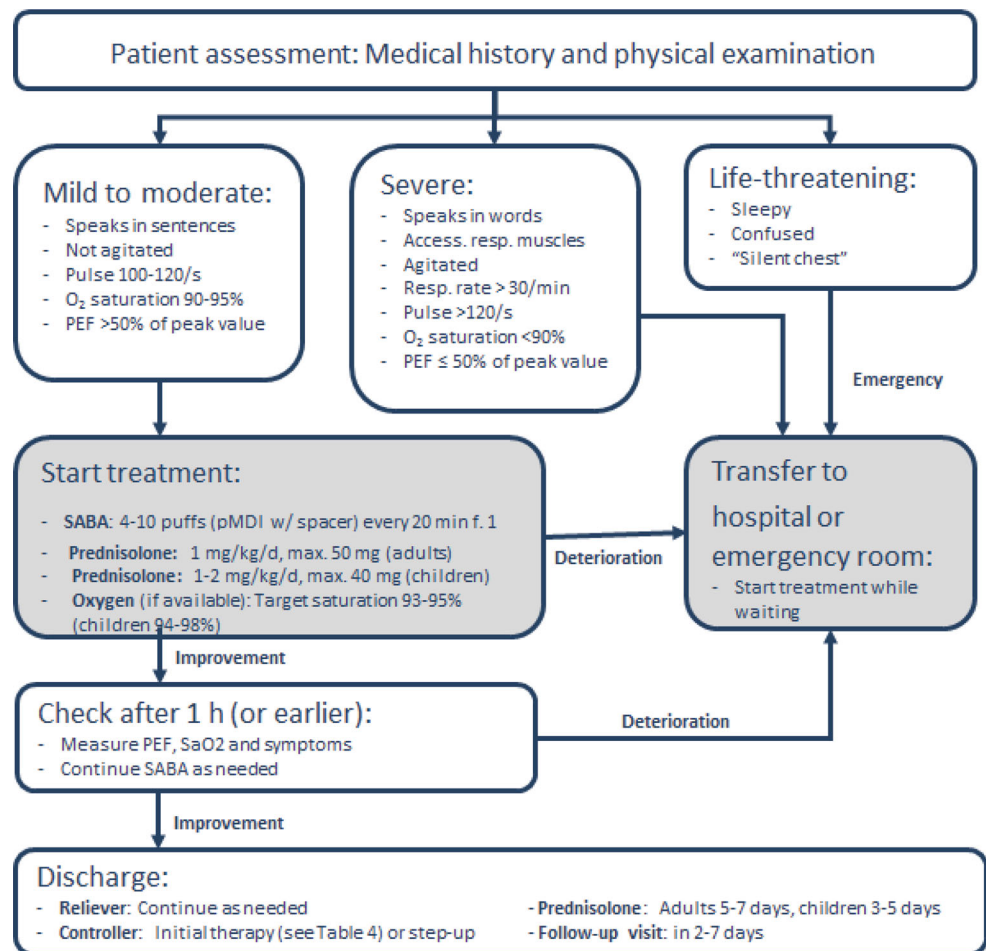 Patient assessment: Medical history and physical examination
Mild to moderate:
- Speaks in sentences
- Not agitated
- Pulse 100-120/s
- O₂ saturation 90-95%
- PEF >50% of peak value
Severe:
- Speaks in words
- Access. resp. muscles
- Agitated
- Resp. rate > 30/min
- Pulse >120/s
- O₂ saturation <90%
- PEF ≤ 50% of peak value
Life-threatening:
- Sleepy
- Confused
- "Silent chest"
Emergency
Start treatment:
- SABA: 4-10 puffs (pMDI w/ spacer) every 20 min f. 1
- Prednisolone: 1 mg/kg/d, max. 50 mg (adults)
- Prednisolone: 1-2 mg/kg/d, max. 40 mg (children)
- Oxygen (if available): Target saturation 93-95%
(children 94-98%)
Deterioration
Transfer to
hospital or
emergency room:
- Start treatment while
waiting
Improvement
Check after 1 h (or earlier):
- Measure PEF, SaO2 and symptoms
- Continue SABA as needed
Deterioration
Improvement
Discharge:
- Reliever: Continue as needed
- Controller: Initial therapy (see Table 4) or step-up
- Prednisolone: Adults 5-7 days, children 3-5 days
- Follow-up visit: in 2-7 days